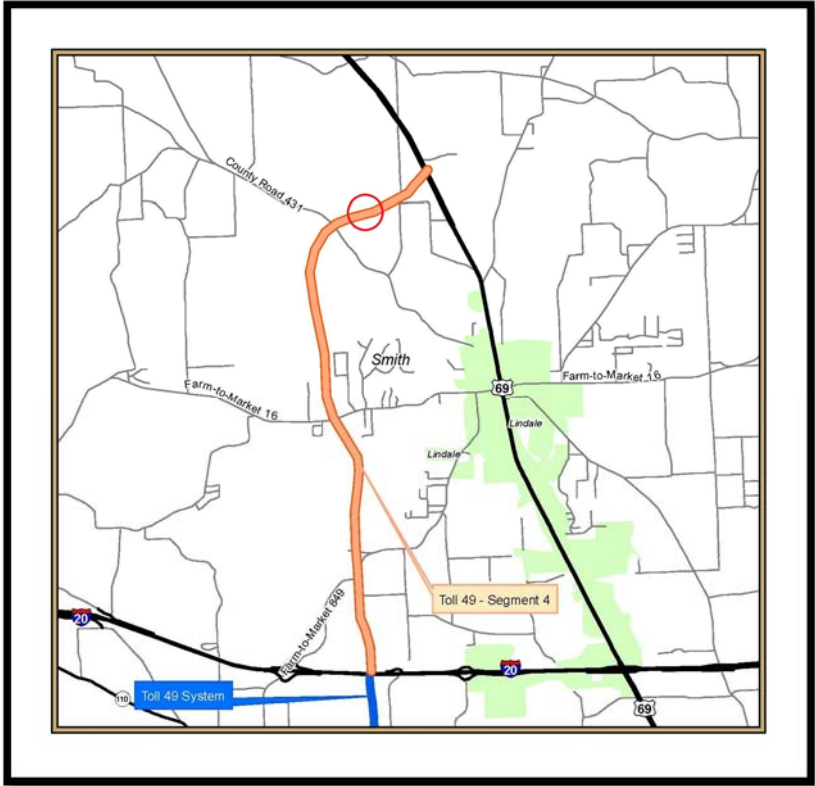 County Road 431
Smith
Farm-to-Market 16
69
Farm-to-Market 16
Lindale
Lindale
Toll 49 - Segment 4
Farm-to-Market 849
20
20
Toll 49 System
110
69